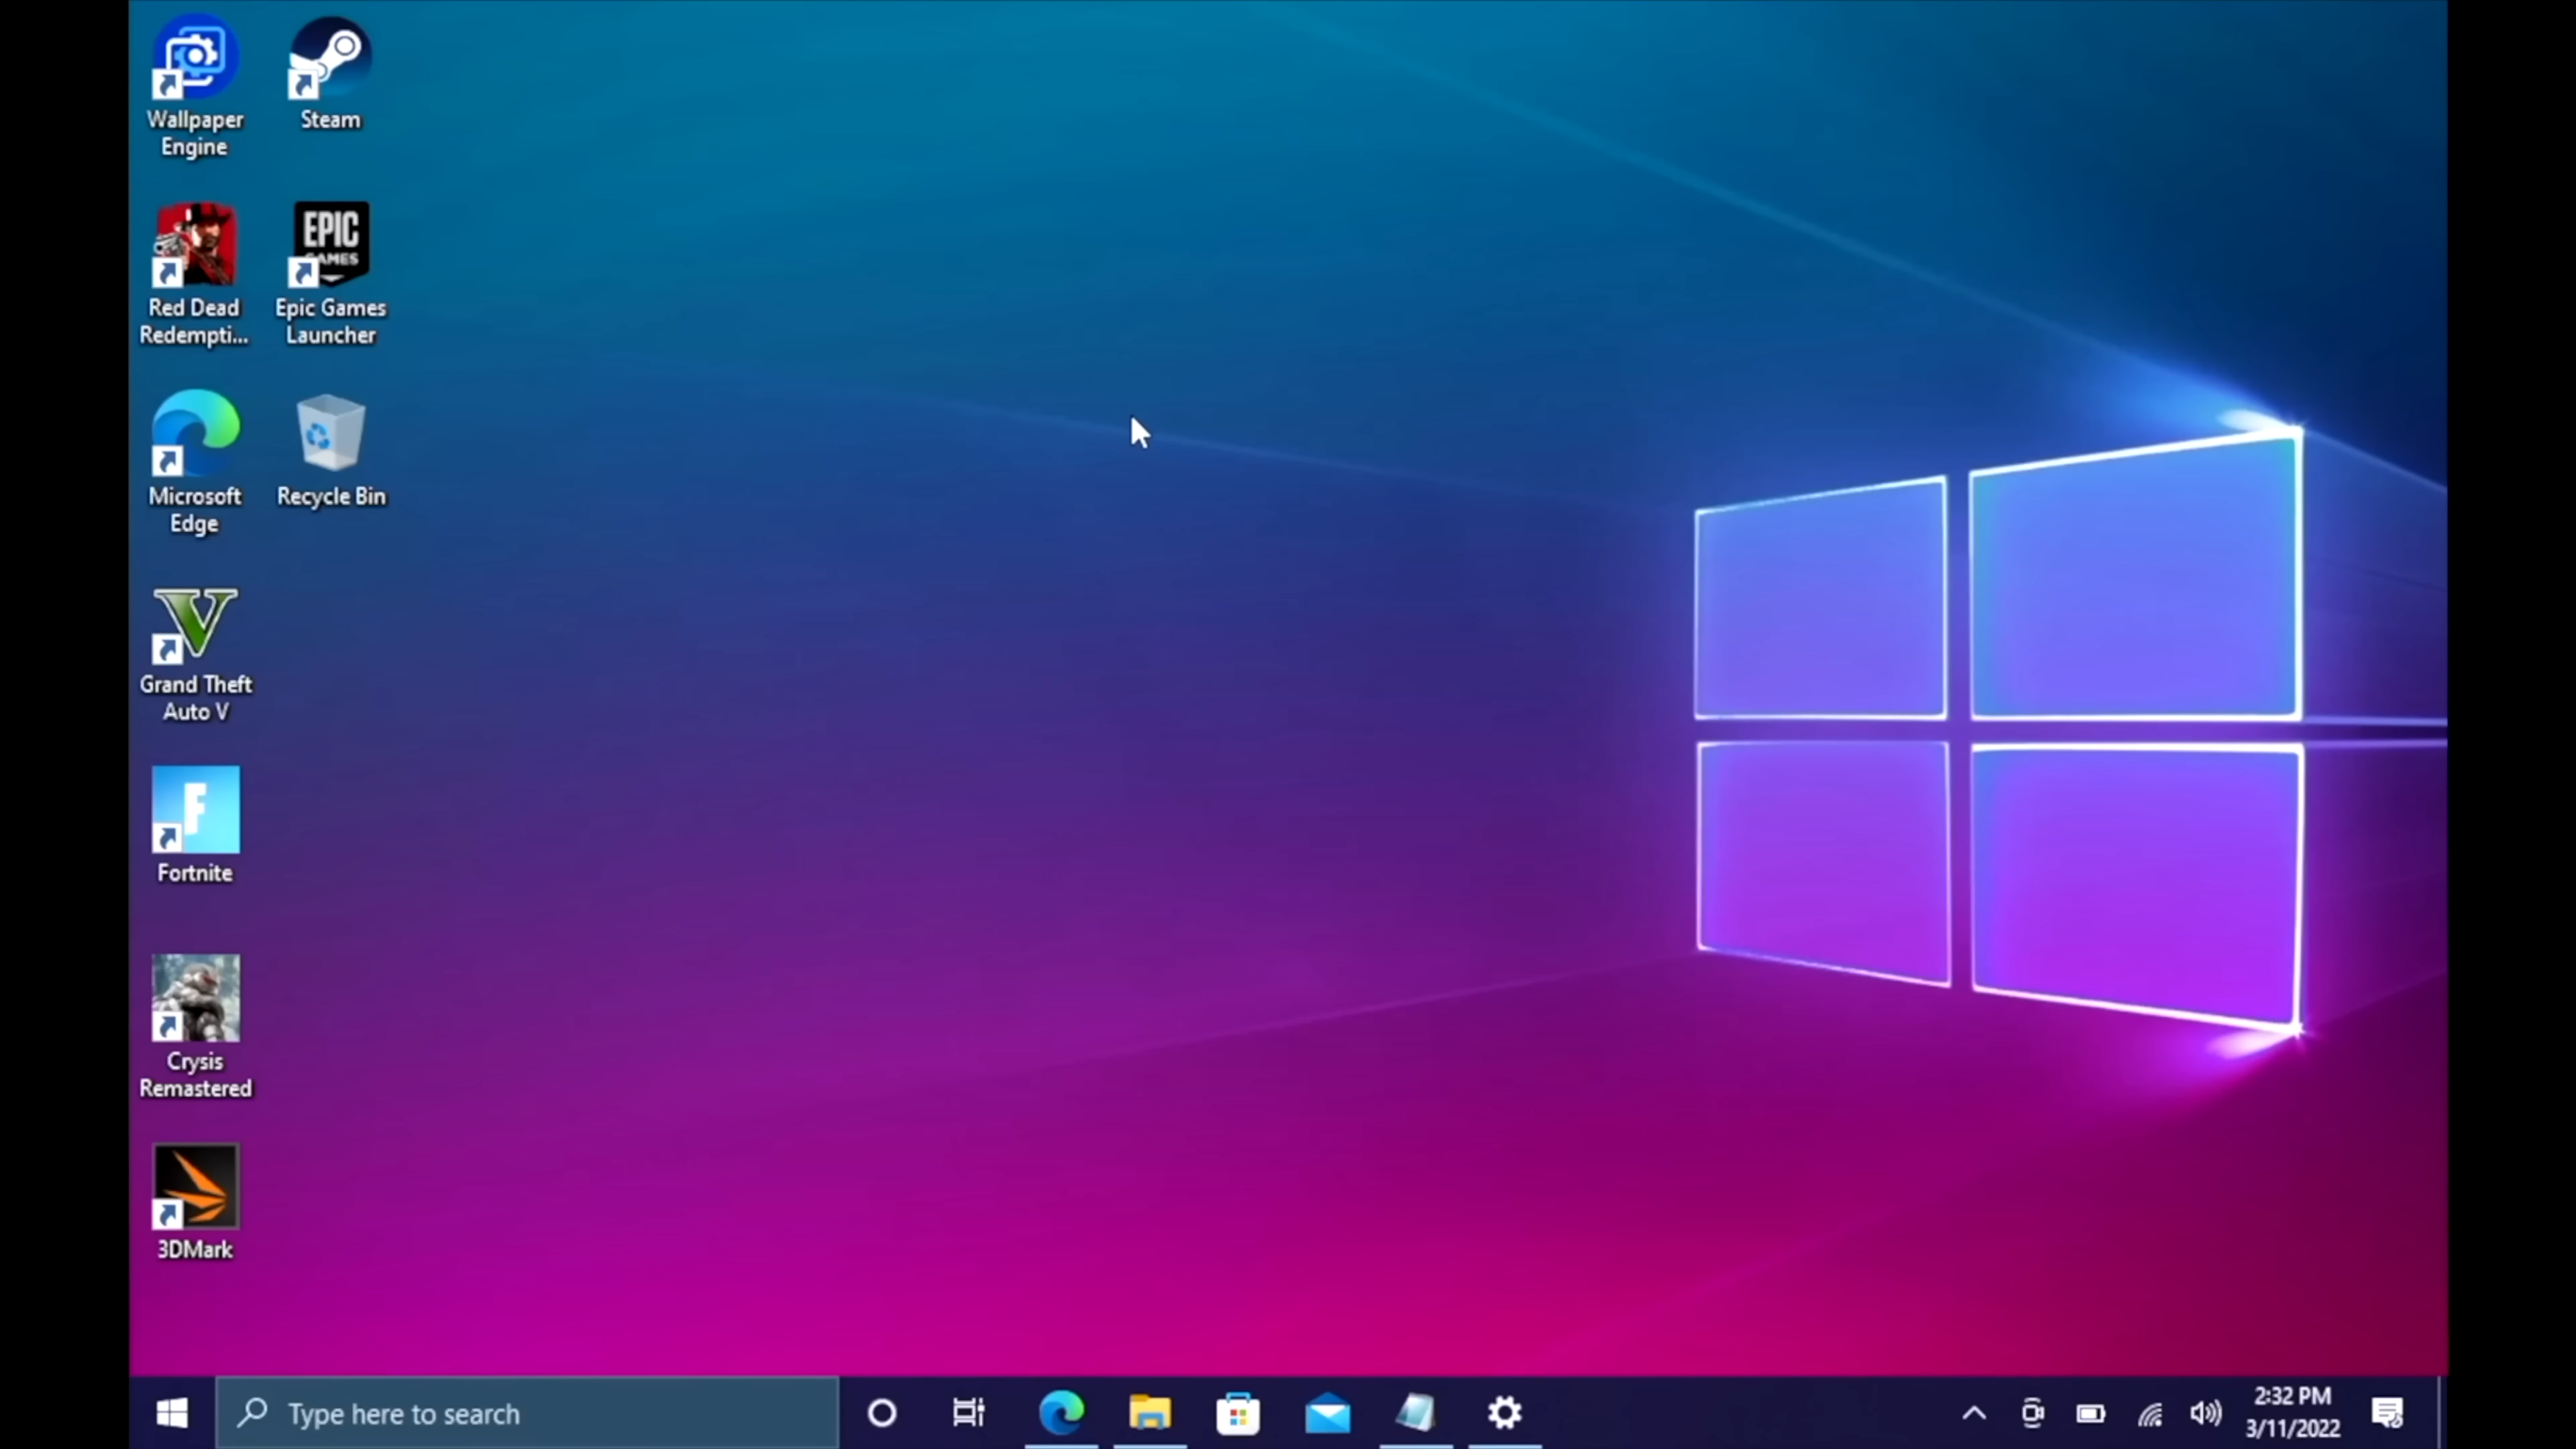 Wallpaper
Engine
Steam
Red Dead
Redempti...
EPIC
GAMES
Epic Games
Launcher
Microsoft
Edge
Recycle Bin
V
Grand Theft
Auto V
F
Fortnite
Crysis
Remastered
3DMark
Type here to search
2:32 PM
3/11/2022